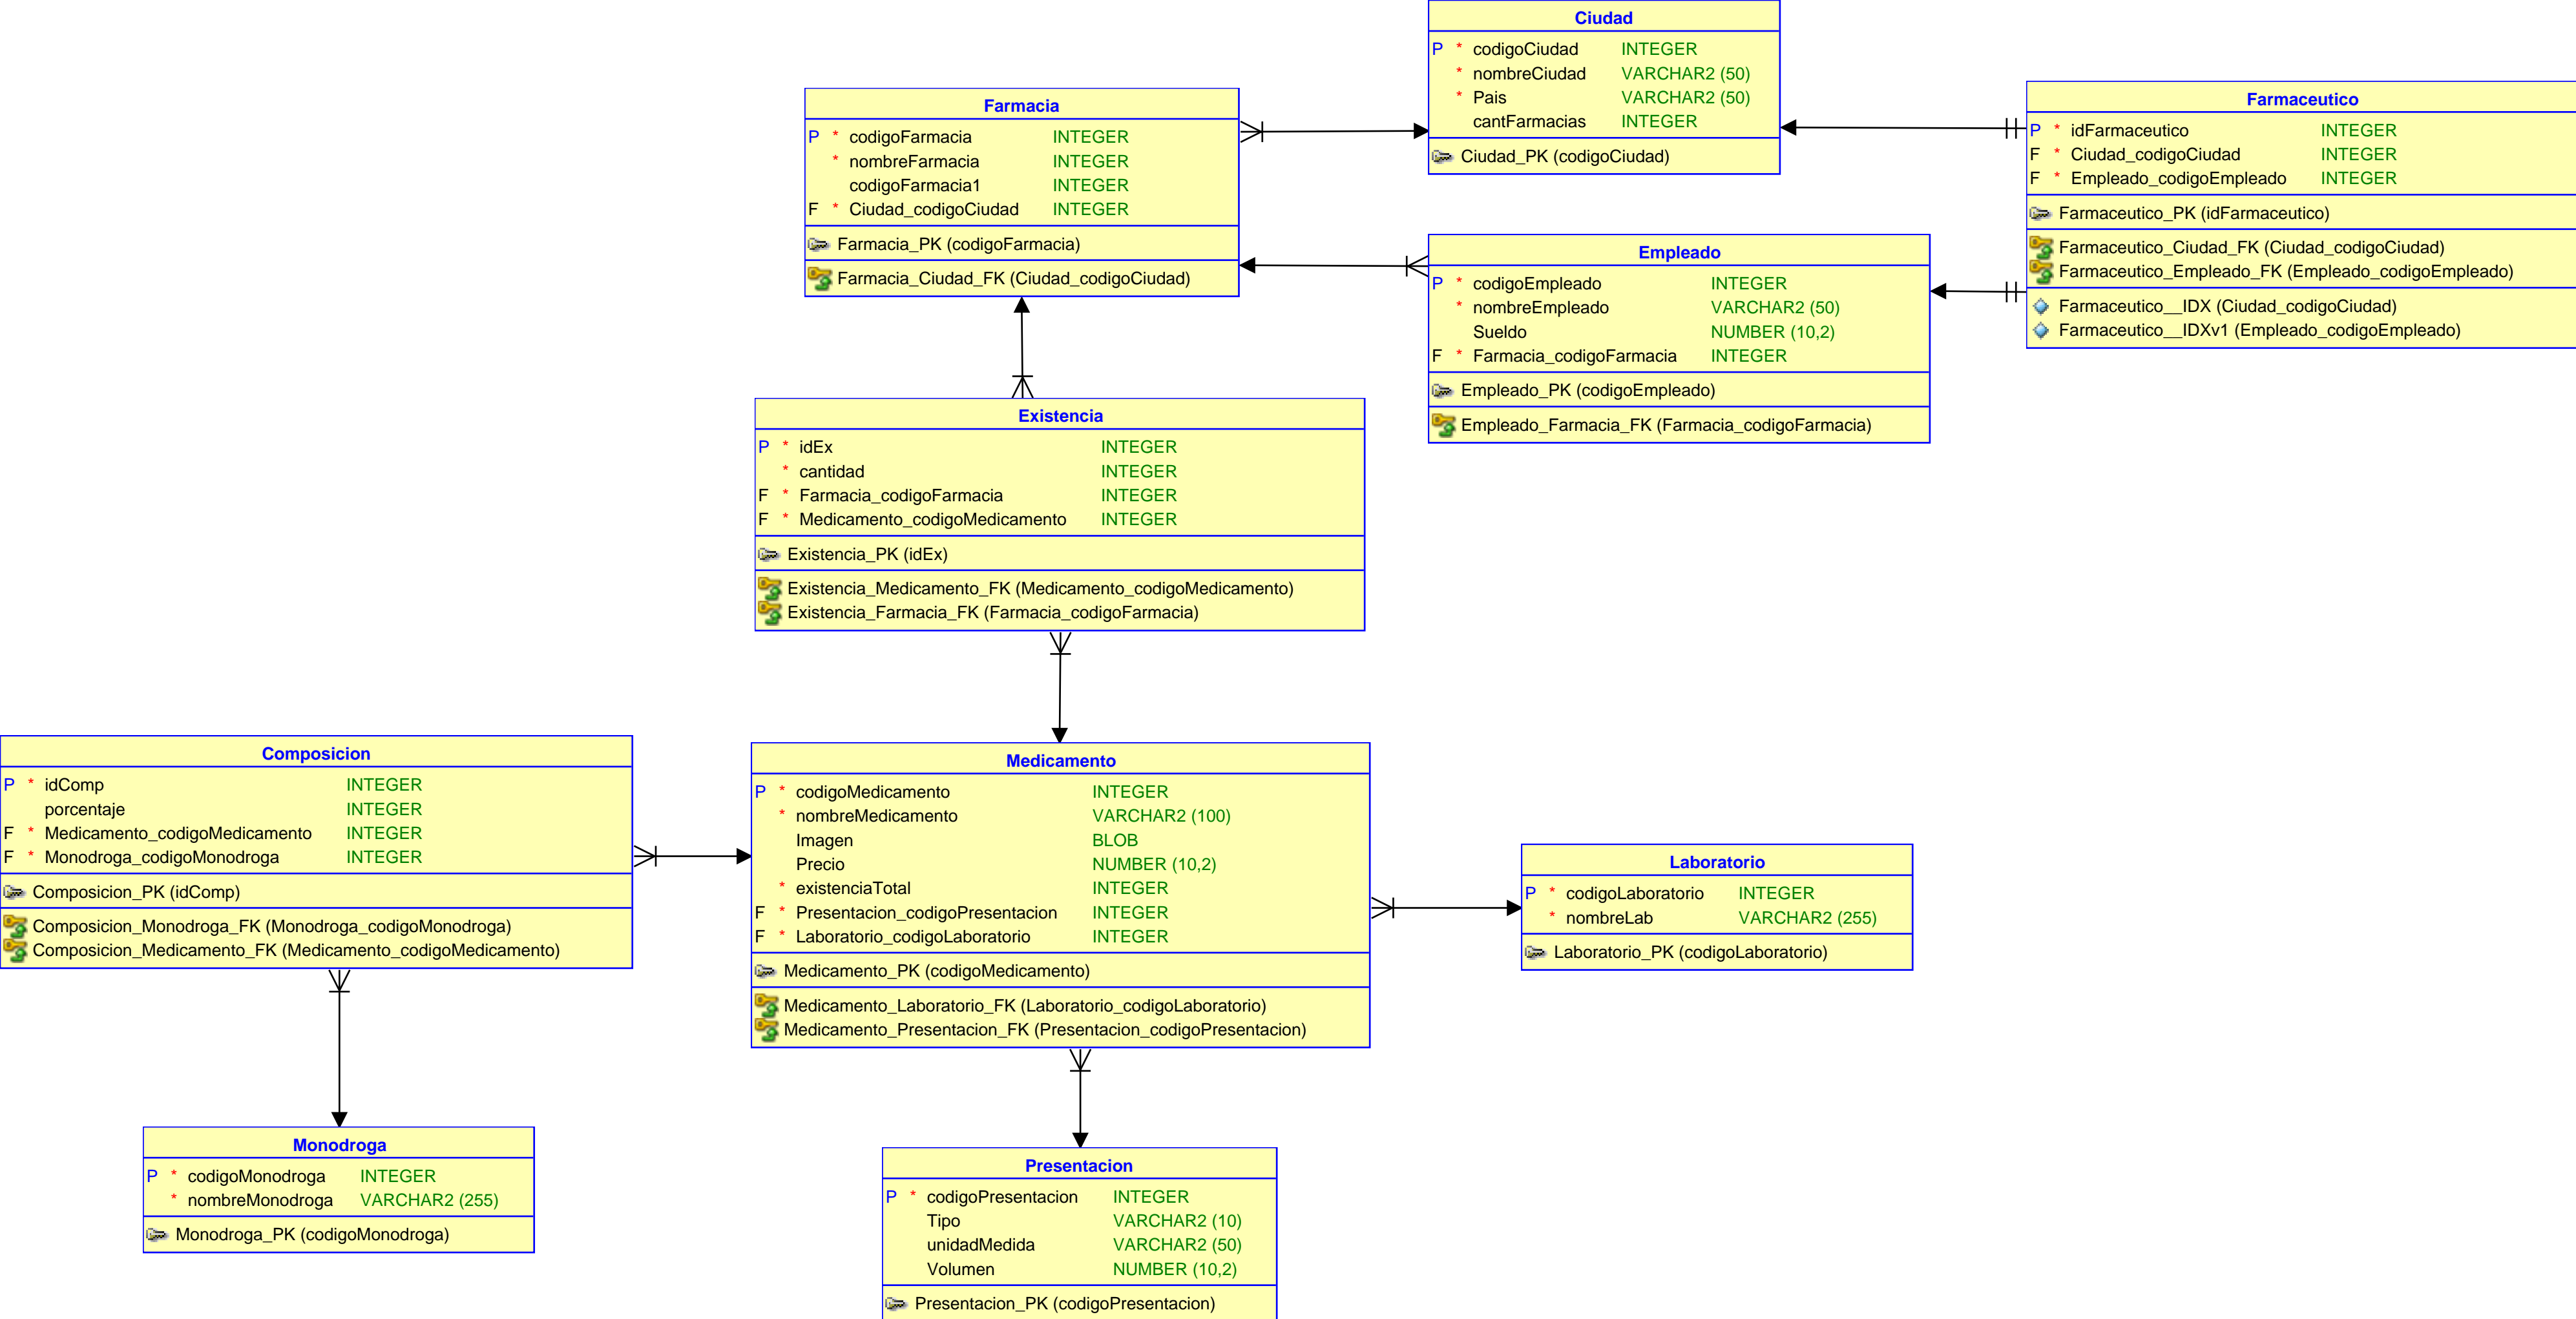 Ciudad
P * codigoCiudad INTEGER
* nombreCiudad VARCHAR2 (50)
* Pais VARCHAR2 (50)
cantFarmacias INTEGER
Ciudad_PK (codigoCiudad)
Farmacia
P * codigoFarmacia INTEGER
* nombreFarmacia INTEGER
codigoFarmacia1 INTEGER
F * Ciudad_codigoCiudad INTEGER
Farmacia_PK (codigoFarmacia)
Farmacia_Ciudad_FK (Ciudad_codigoCiudad)
Farmaceutico
P * idFarmaceutico INTEGER
F * Ciudad_codigoCiudad INTEGER
F * Empleado_codigoEmpleado INTEGER
Farmaceutico_PK (idFarmaceutico)
Farmaceutico_Ciudad_FK (Ciudad_codigoCiudad)
Farmaceutico_Empleado_FK (Empleado_codigoEmpleado)
Farmaceutico__IDX (Ciudad_codigoCiudad)
Farmaceutico__IDXv1 (Empleado_codigoEmpleado)
Empleado
P * codigoEmpleado INTEGER
* nombreEmpleado VARCHAR2 (50)
Sueldo NUMBER (10,2)
F * Farmacia_codigoFarmacia INTEGER
Empleado_PK (codigoEmpleado)
Empleado_Farmacia_FK (Farmacia_codigoFarmacia)
Existencia
P * idEx INTEGER
* cantidad INTEGER
F * Farmacia_codigoFarmacia INTEGER
F * Medicamento_codigoMedicamento INTEGER
Existencia_PK (idEx)
Existencia_Medicamento_FK (Medicamento_codigoMedicamento)
Existencia_Farmacia_FK (Farmacia_codigoFarmacia)
Composicion
P * idComp INTEGER
porcentaje INTEGER
F * Medicamento_codigoMedicamento INTEGER
F * Monodroga_codigoMonodroga INTEGER
Composicion_PK (idComp)
Composicion_Monodroga_FK (Monodroga_codigoMonodroga)
Composicion_Medicamento_FK (Medicamento_codigoMedicamento)
Medicamento
P * codigoMedicamento INTEGER
* nombreMedicamento VARCHAR2 (100)
Imagen BLOB
Precio NUMBER (10,2)
* existenciaTotal INTEGER
F * Presentacion_codigoPresentacion INTEGER
F * Laboratorio_codigoLaboratorio INTEGER
Medicamento_PK (codigoMedicamento)
Medicamento_Laboratorio_FK (Laboratorio_codigoLaboratorio)
Medicamento_Presentacion_FK (Presentacion_codigoPresentacion)
Laboratorio
P * codigoLaboratorio INTEGER
* nombreLab VARCHAR2 (255)
Laboratorio_PK (codigoLaboratorio)
Monodroga
P * codigoMonodroga INTEGER
* nombreMonodroga VARCHAR2 (255)
Monodroga_PK (codigoMonodroga)
Presentacion
P * codigoPresentacion INTEGER
Tipo VARCHAR2 (10)
unidadMedida VARCHAR2 (50)
Volumen NUMBER (10,2)
Presentacion_PK (codigoPresentacion)